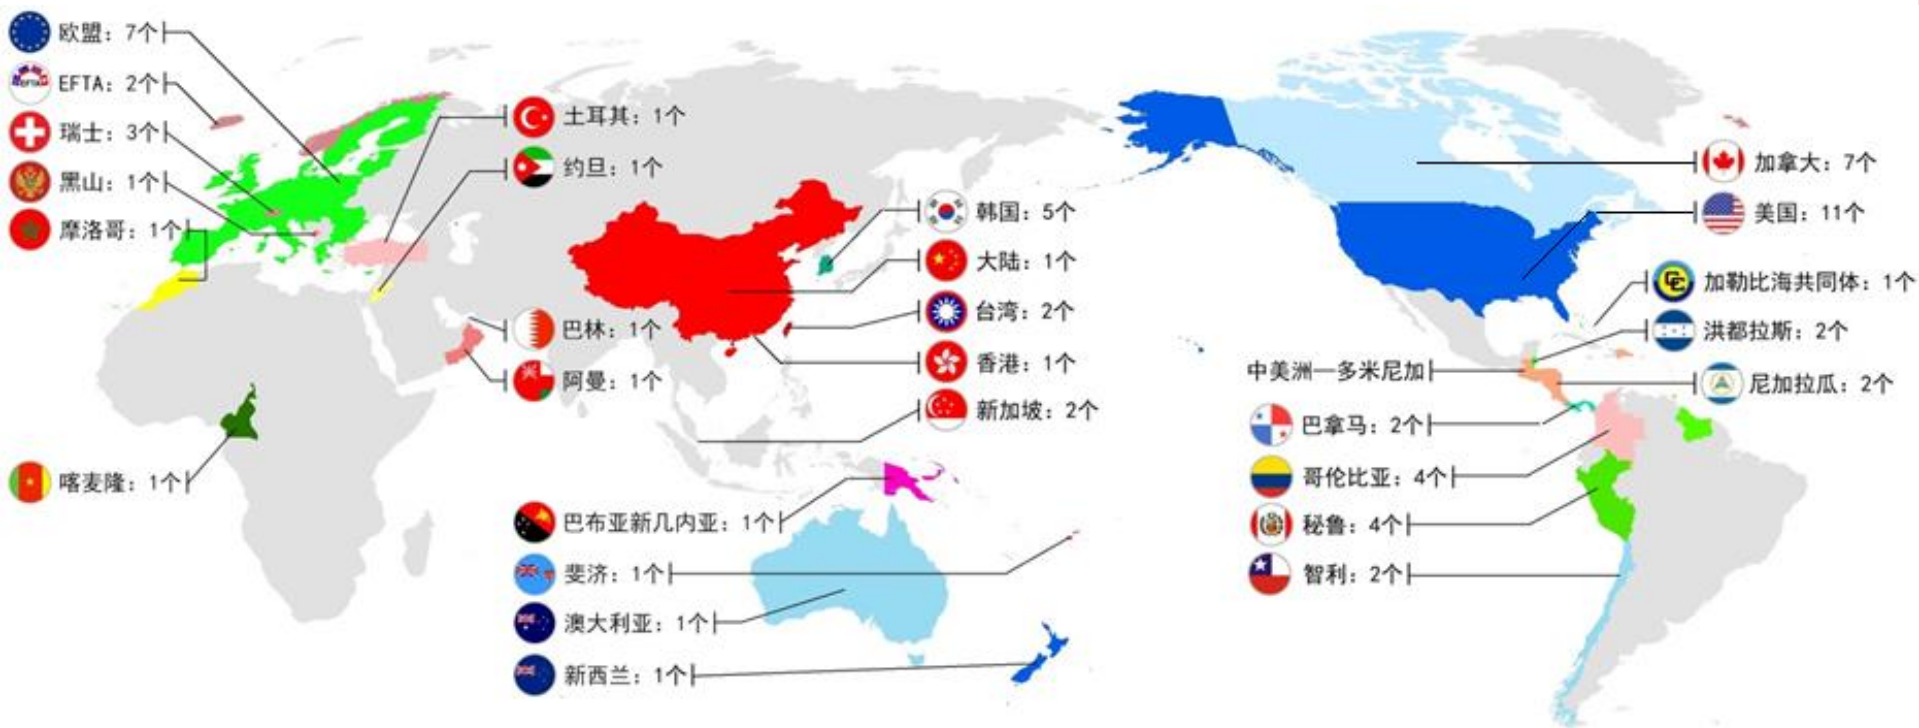 欧盟：7个
EFTA：2个
瑞士：3个
黑山：1个
摩洛哥：1个
喀麦隆：1个
土耳其：1个
约旦：1个
巴林：1个
阿曼：1个
韩国：5个
大陆：1个
台湾：2个
香港：1个
新加坡：2个
巴布亚新几内亚：1个
斐济：1个
澳大利亚：1个
新西兰：1个
加拿大：7个
美国：11个
加勒比海共同体：1个
洪都拉斯：2个
中美洲—多米尼加
尼加拉瓜：2个
巴拿马：2个
哥伦比亚：4个
秘鲁：4个
智利：2个